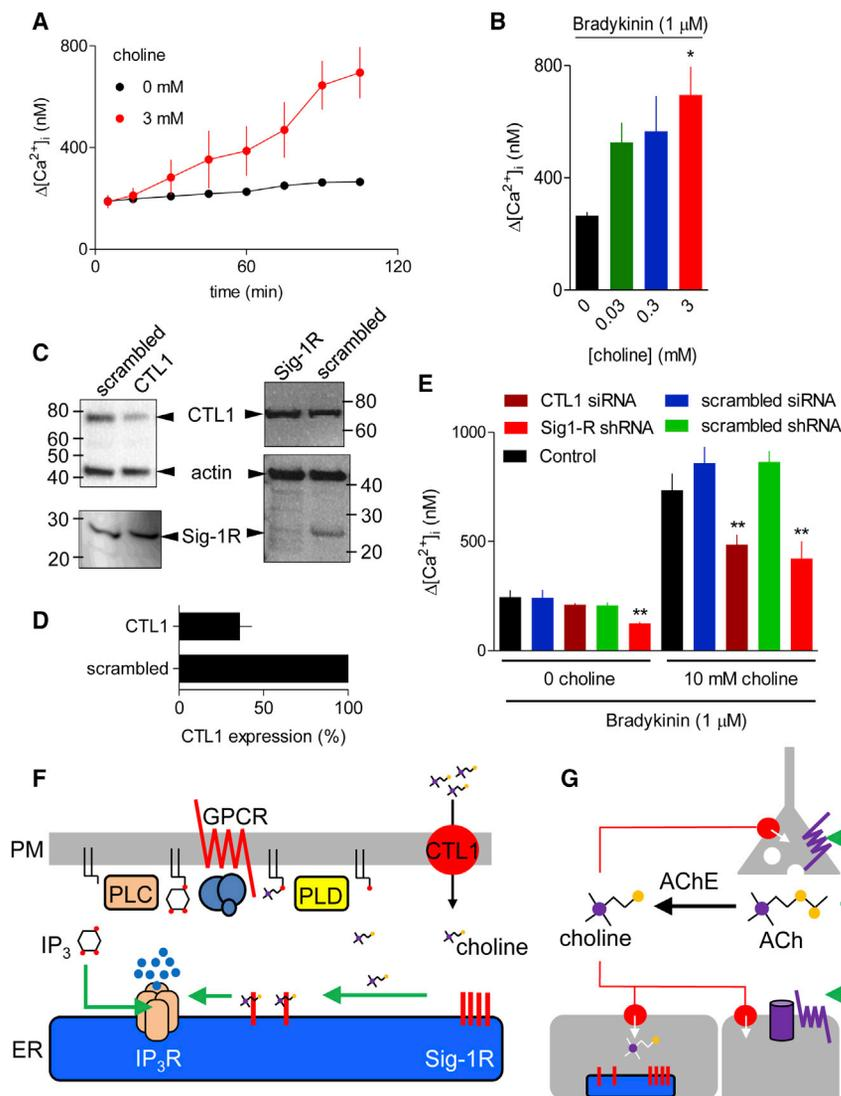 A
800
400
0
Δ[Ca²⁺]ᵢ (nM)
choline
0 mM
3 mM
0 60 120
time (min)
B
Bradykinin (1 μM)
*
800
400
0
Δ[Ca²⁺]ᵢ (nM)
0 0.03 0.3 3
[choline] (mM)
C
scrambled CTL1
Sig-1R scrambled
80
60
50
40
30
20
CTL1
actin
Sig-1R
80
60
40
30
20
D
CTL1
scrambled
0 50 100
CTL1 expression (%)
E
CTL1 siRNA
Sig1-R shRNA
Control
scrambled siRNA
scrambled shRNA
1000
500
0
Δ[Ca²⁺]ᵢ (nM)
**
**
**
0 choline 10 mM choline
Bradykinin (1 μM)
F
PM
GPCR
CTL1
PLC
PLD
IP₃
choline
ER
IP₃R
Sig-1R
G
AChE
choline
ACh